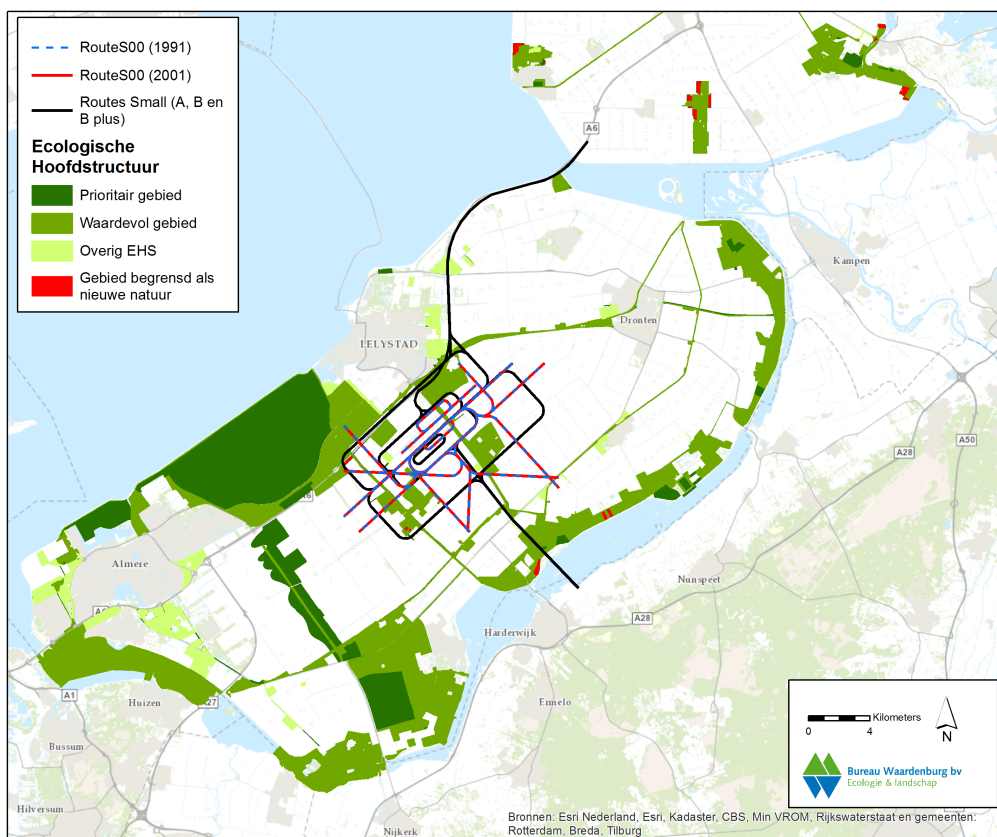 RouteS00 (1991)
RouteS00 (2001)
Routes Small (A, B en
B plus)
Ecologische
Hoofdstructuur
Prioritair gebied
Waardevol gebied
Overig EHS
Gebied begrensd als
nieuwe natuur
A6
Kampen
Dronten
LELYSTAD
A50
A28
A6
Almere
Nunspeet
A28
Harderwijk
A1
Huizen
A27
Ermelo
Bussum
Hilversum
Nijkerk
Kilometers
0 4
N
Bureau Waardenburg bv
Ecologie & landschap
Bronnen: Esri Nederland, Esri, Kadaster, CBS, Min VROM, Rijkswaterstaat en gemeenten:
Rotterdam, Breda, Tilburg